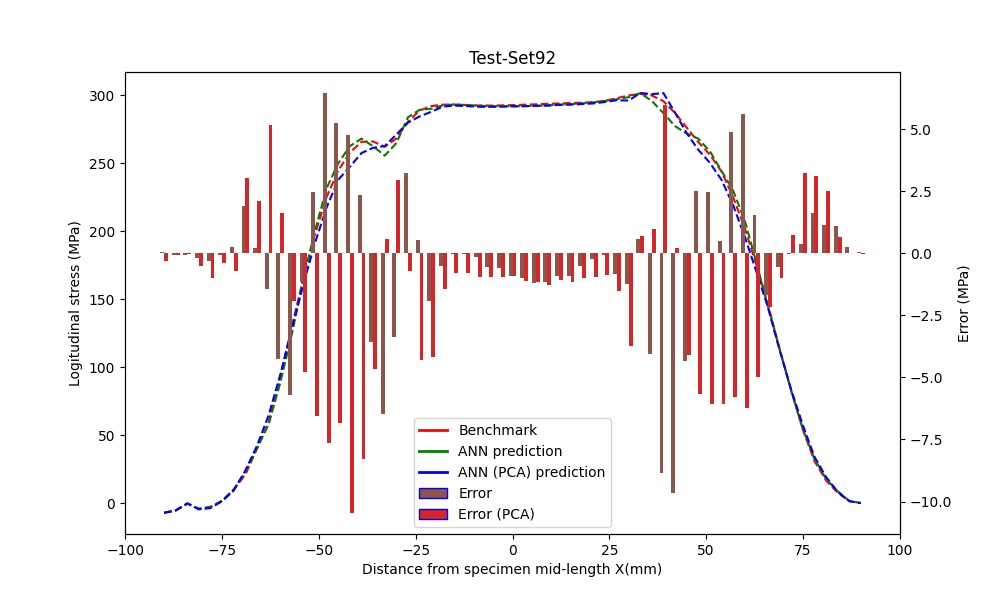 Test-Set92
Logitudinal stress (MPa)
300
250
200
150
100
50
0
5.0
2.5
0.0
−2.5
−5.0
−7.5
−10.0
Error (MPa)
Benchmark
ANN prediction
ANN (PCA) prediction
Error
Error (PCA)
−100 −75 −50 −25 0 25 50 75 100
Distance from specimen mid-length X(mm)